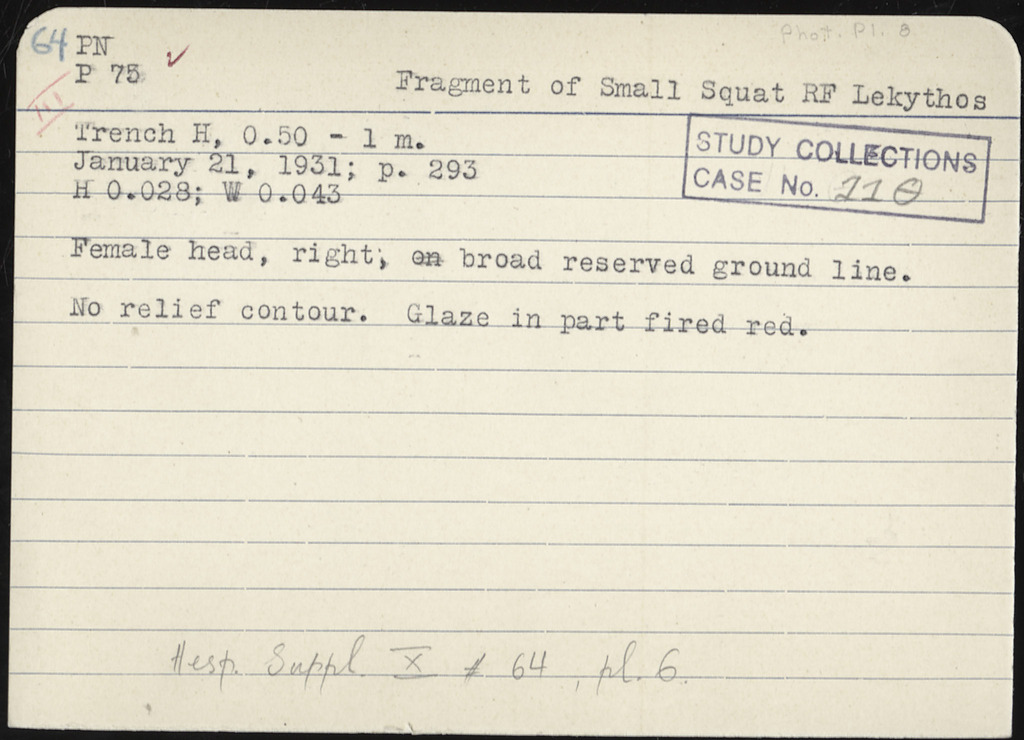 Phot. Pl. 8
64 PN
P 75 ✓
III
Fragment of Small Squat RF Lekythos
Trench H, 0.50 - 1 m.
January 21, 1931; p. 293
H 0.028; W 0.043
STUDY COLLECTIONS
CASE No. 210
Female head, right; on broad reserved ground line.
No relief contour. Glaze in part fired red.
Hesp. Suppl. X # 64, pl. 6.